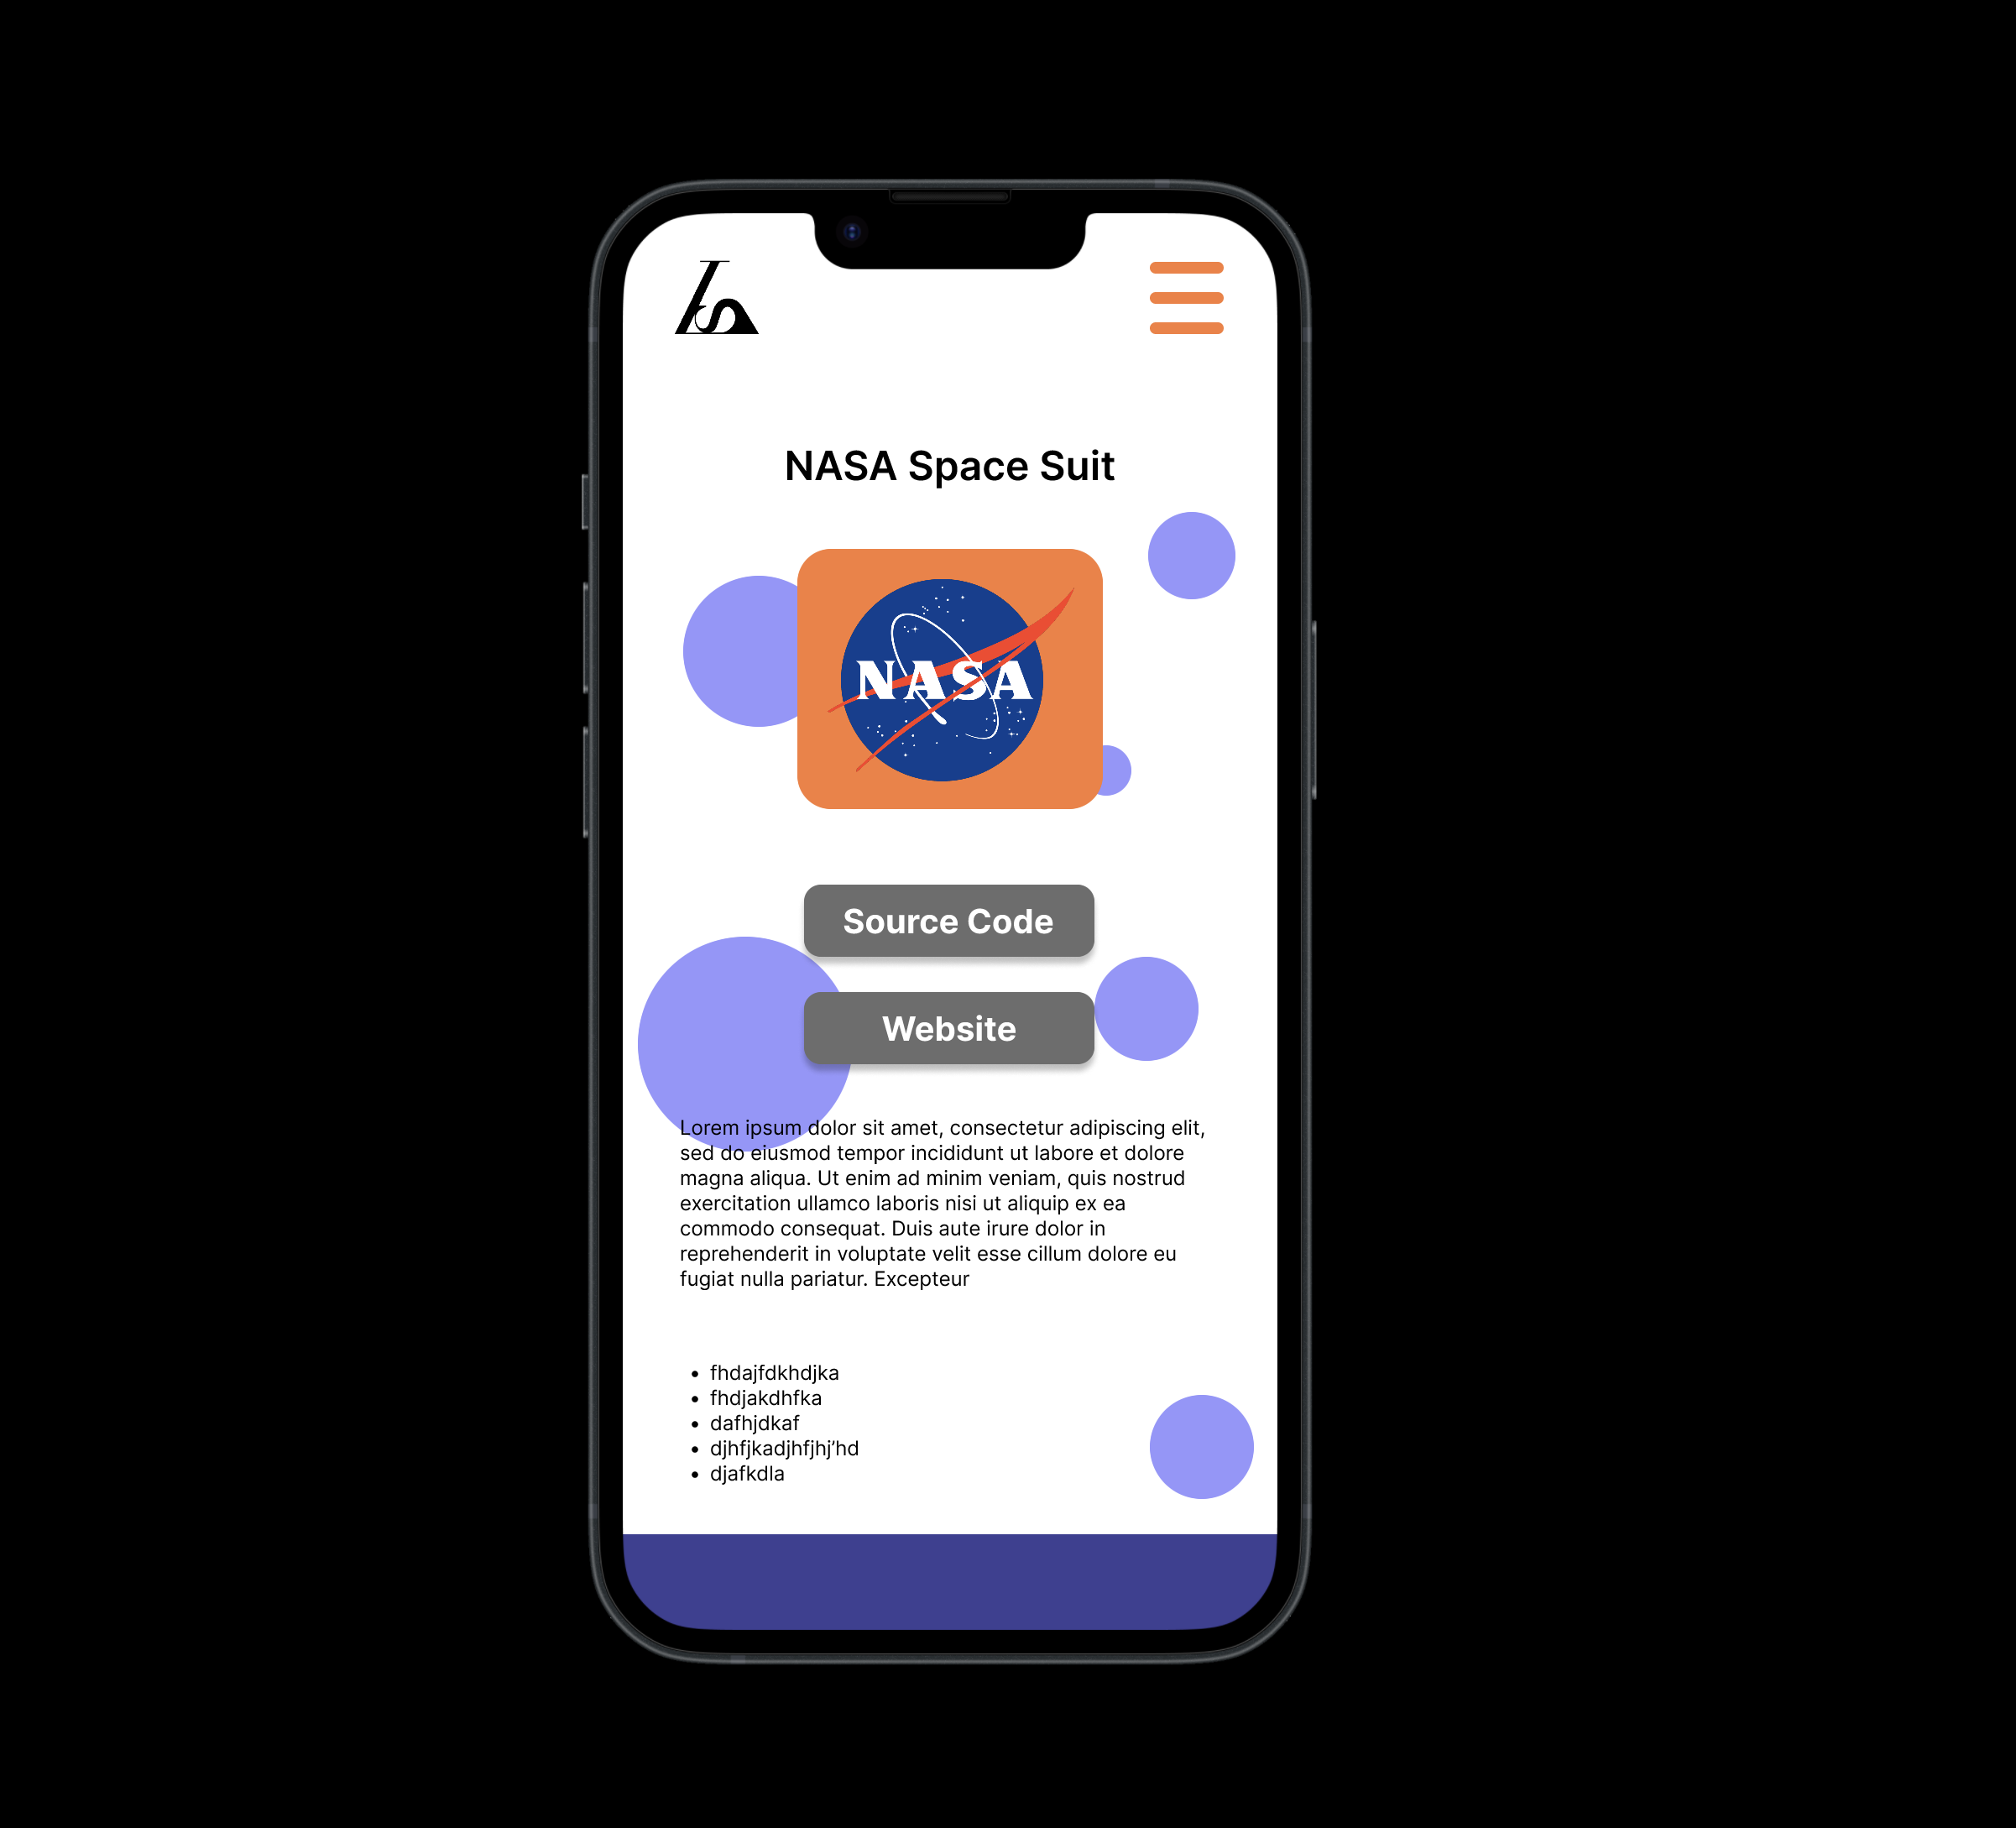 NASA Space Suit
NASA
Source Code
Website
Lorem ipsum dolor sit amet, consectetur adipiscing elit,
sed do eiusmod tempor incididunt ut labore et dolore
magna aliqua. Ut enim ad minim veniam, quis nostrud
exercitation ullamco laboris nisi ut aliquip ex ea
commodo consequat. Duis aute irure dolor in
reprehenderit in voluptate velit esse cillum dolore eu
fugiat nulla pariatur. Excepteur
• fhdajfdkhdjka
• fhdjakdhfka
• dafhjdkaf
• djhfjkadjhfjhj’hd
• djafkdla